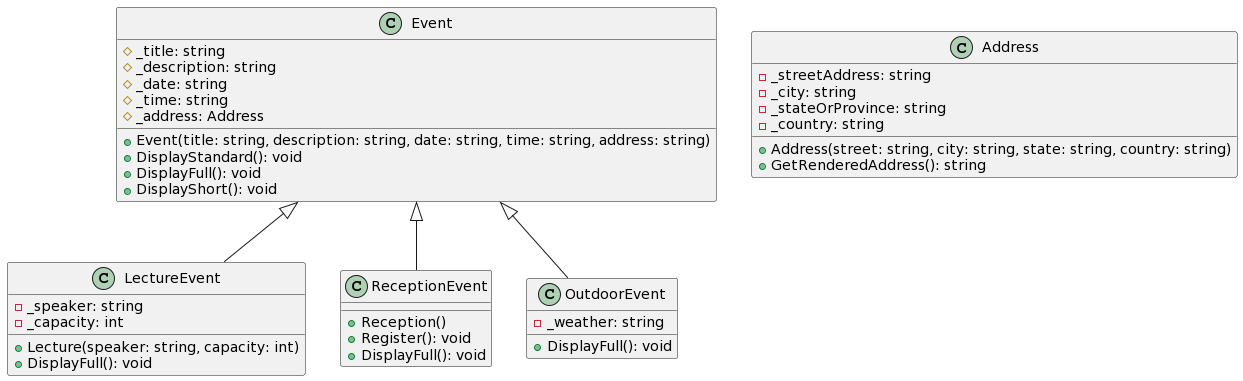 C Event
_title: string
_description: string
_date: string
_time: string
_address: Address
Event(title: string, description: string, date: string, time: string, address: string)
DisplayStandard(): void
DisplayFull(): void
DisplayShort(): void
C Address
_streetAddress: string
_city: string
_stateOrProvince: string
_country: string
Address(street: string, city: string, state: string, country: string)
GetRenderedAddress(): string
C LectureEvent
_speaker: string
_capacity: int
Lecture(speaker: string, capacity: int)
DisplayFull(): void
C ReceptionEvent
Reception()
Register(): void
DisplayFull(): void
C OutdoorEvent
_weather: string
DisplayFull(): void